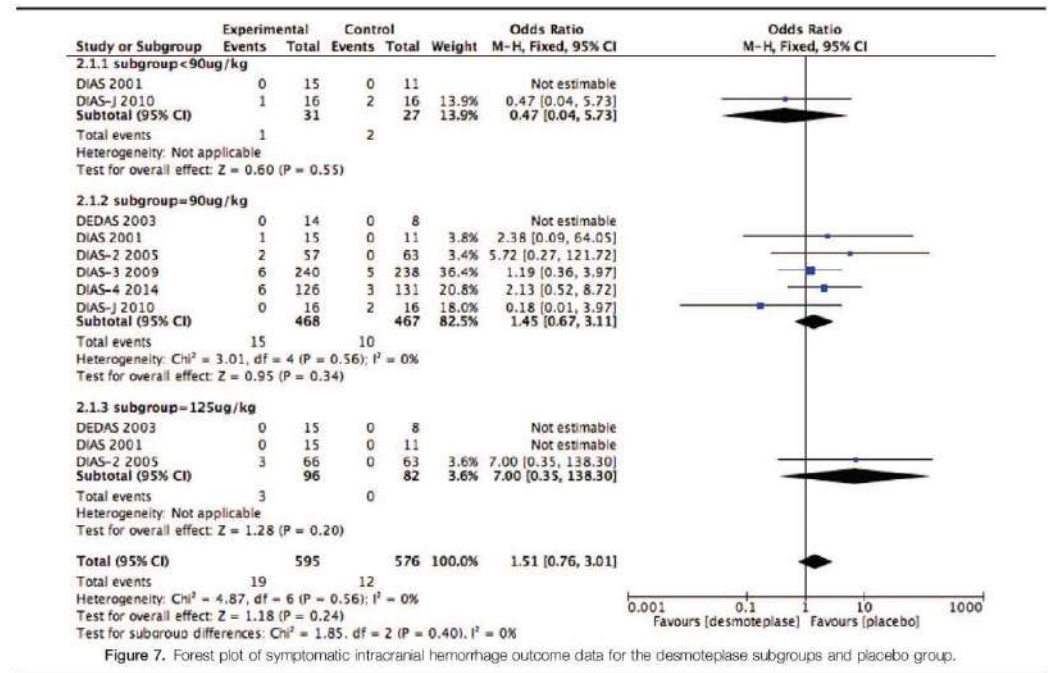 Experimental Control Odds Ratio Odds Ratio
Study or Subgroup Events Total Events Total Weight M-H, Fixed, 95% CI M-H, Fixed, 95% CI
2.1.1 subgroup<90ug/kg
DIAS 2001 0 15 0 11 Not estimable
DIAS-J 2010 1 16 2 16 13.9% 0.47 [0.04, 5.73]
Subtotal (95% CI) 31 27 13.9% 0.47 [0.04, 5.73]
Total events 1 2
Heterogeneity: Not applicable
Test for overall effect: Z = 0.60 (P = 0.55)
2.1.2 subgroup=90ug/kg
DEDAS 2003 0 14 0 8 Not estimable
DIAS 2001 1 15 0 11 3.8% 2.38 [0.09, 64.05]
DIAS-2 2005 2 57 0 63 3.4% 5.72 [0.27, 121.72]
DIAS-3 2009 6 240 5 238 36.4% 1.19 [0.36, 3.97]
DIAS-4 2014 6 126 3 131 20.8% 2.13 [0.52, 8.72]
DIAS-J 2010 0 16 2 16 18.0% 0.18 [0.01, 3.97]
Subtotal (95% CI) 468 467 82.5% 1.45 [0.67, 3.11]
Total events 15 10
Heterogeneity: Chi² = 3.01, df = 4 (P = 0.56); I² = 0%
Test for overall effect: Z = 0.95 (P = 0.34)
2.1.3 subgroup=125ug/kg
DEDAS 2003 0 15 0 8 Not estimable
DIAS 2001 0 15 0 11 Not estimable
DIAS-2 2005 3 66 0 63 3.6% 7.00 [0.35, 138.30]
Subtotal (95% CI) 96 82 3.6% 7.00 [0.35, 138.30]
Total events 3 0
Heterogeneity: Not applicable
Test for overall effect: Z = 1.28 (P = 0.20)
Total (95% CI) 595 576 100.0% 1.51 [0.76, 3.01]
Total events 19 12
Heterogeneity: Chi² = 4.87, df = 6 (P = 0.56); I² = 0%
Test for overall effect: Z = 1.18 (P = 0.24)
Test for subgroup differences: Chi² = 1.85. df = 2 (P = 0.40). I² = 0%
0.001 0.1 1 10 1000
Favours [desmoteplase] Favours [placebo]
Figure 7. Forest plot of symptomatic intracranial hemorrhage outcome data for the desmoteplase subgroups and placebo group.